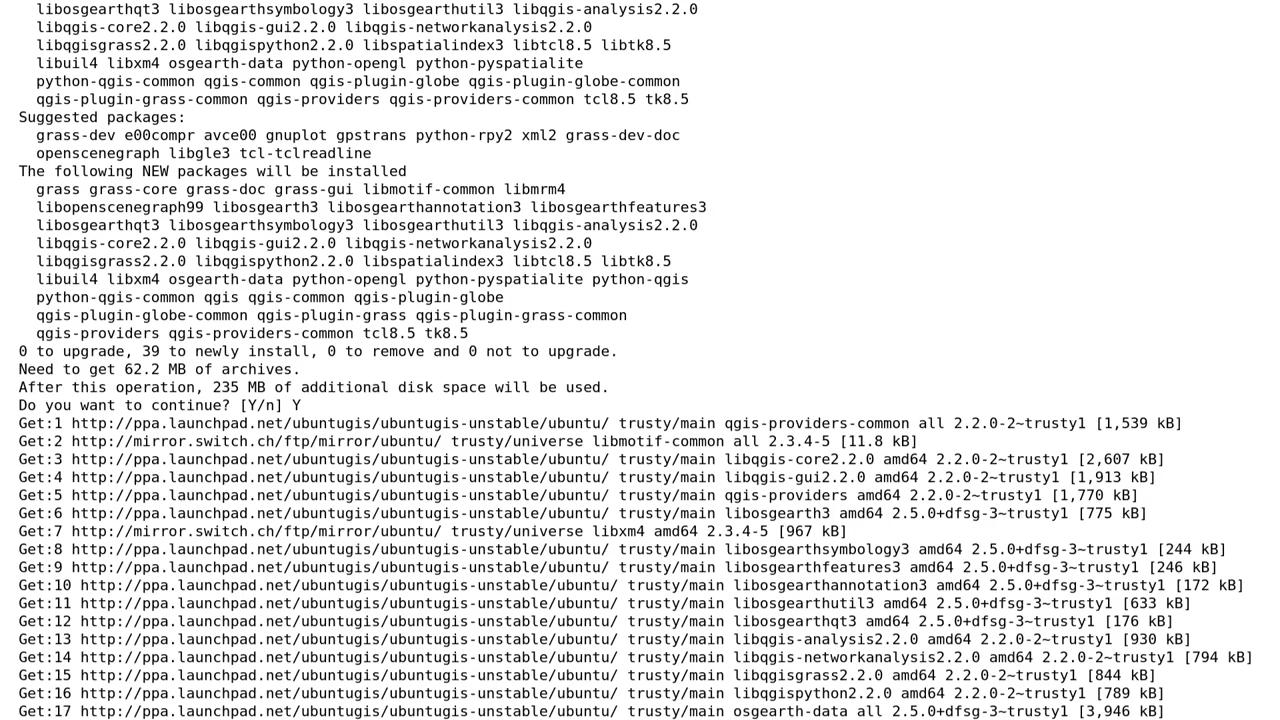 libosgearthqt3 libosgearthsymbology3 libosgearthutil3 libqgis-analysis2.2.0
libqgis-core2.2.0 libqgis-gui2.2.0 libqgis-networkanalysis2.2.0
libqgisgrass2.2.0 libqgispython2.2.0 libspatialindex3 libtcl8.5 libtk8.5
libuil4 libxm4 osgearth-data python-opengl python-pyspatialite
python-qgis-common qgis-common qgis-plugin-globe qgis-plugin-globe-common
qgis-plugin-grass-common qgis-providers qgis-providers-common tcl8.5 tk8.5
Suggested packages:
grass-dev e00compr avce00 gnuplot gpstrans python-rpy2 xml2 grass-dev-doc
openscenegraph libgle3 tcl-tclreadline
The following NEW packages will be installed
grass grass-core grass-doc grass-gui libmotif-common libmrm4
libopenscenegraph99 libosgearth3 libosgearthannotation3 libosgearthfeatures3
libosgearthqt3 libosgearthsymbology3 libosgearthutil3 libqgis-analysis2.2.0
libqgis-core2.2.0 libqgis-gui2.2.0 libqgis-networkanalysis2.2.0
libqgisgrass2.2.0 libqgispython2.2.0 libspatialindex3 libtcl8.5 libtk8.5
libuil4 libxm4 osgearth-data python-opengl python-pyspatialite python-qgis
python-qgis-common qgis qgis-common qgis-plugin-globe
qgis-plugin-globe-common qgis-plugin-grass qgis-plugin-grass-common
qgis-providers qgis-providers-common tcl8.5 tk8.5
0 to upgrade, 39 to newly install, 0 to remove and 0 not to upgrade.
Need to get 62.2 MB of archives.
After this operation, 235 MB of additional disk space will be used.
Do you want to continue? [Y/n] Y
Get:1 http://ppa.launchpad.net/ubuntugis/ubuntugis-unstable/ubuntu/ trusty/main qgis-providers-common all 2.2.0-2~trusty1 [1,539 kB]
Get:2 http://mirror.switch.ch/ftp/mirror/ubuntu/ trusty/universe libmotif-common all 2.3.4-5 [11.8 kB]
Get:3 http://ppa.launchpad.net/ubuntugis/ubuntugis-unstable/ubuntu/ trusty/main libqgis-core2.2.0 amd64 2.2.0-2~trusty1 [2,607 kB]
Get:4 http://ppa.launchpad.net/ubuntugis/ubuntugis-unstable/ubuntu/ trusty/main libqgis-gui2.2.0 amd64 2.2.0-2~trusty1 [1,913 kB]
Get:5 http://ppa.launchpad.net/ubuntugis/ubuntugis-unstable/ubuntu/ trusty/main qgis-providers amd64 2.2.0-2~trusty1 [1,770 kB]
Get:6 http://ppa.launchpad.net/ubuntugis/ubuntugis-unstable/ubuntu/ trusty/main libosgearth3 amd64 2.5.0+dfsg-3~trusty1 [775 kB]
Get:7 http://mirror.switch.ch/ftp/mirror/ubuntu/ trusty/universe libxm4 amd64 2.3.4-5 [967 kB]
Get:8 http://ppa.launchpad.net/ubuntugis/ubuntugis-unstable/ubuntu/ trusty/main libosgearthsymbology3 amd64 2.5.0+dfsg-3~trusty1 [244 kB]
Get:9 http://ppa.launchpad.net/ubuntugis/ubuntugis-unstable/ubuntu/ trusty/main libosgearthfeatures3 amd64 2.5.0+dfsg-3~trusty1 [246 kB]
Get:10 http://ppa.launchpad.net/ubuntugis/ubuntugis-unstable/ubuntu/ trusty/main libosgearthannotation3 amd64 2.5.0+dfsg-3~trusty1 [172 kB]
Get:11 http://ppa.launchpad.net/ubuntugis/ubuntugis-unstable/ubuntu/ trusty/main libosgearthutil3 amd64 2.5.0+dfsg-3~trusty1 [633 kB]
Get:12 http://ppa.launchpad.net/ubuntugis/ubuntugis-unstable/ubuntu/ trusty/main libosgearthqt3 amd64 2.5.0+dfsg-3~trusty1 [176 kB]
Get:13 http://ppa.launchpad.net/ubuntugis/ubuntugis-unstable/ubuntu/ trusty/main libqgis-analysis2.2.0 amd64 2.2.0-2~trusty1 [930 kB]
Get:14 http://ppa.launchpad.net/ubuntugis/ubuntugis-unstable/ubuntu/ trusty/main libqgis-networkanalysis2.2.0 amd64 2.2.0-2~trusty1 [794 kB]
Get:15 http://ppa.launchpad.net/ubuntugis/ubuntugis-unstable/ubuntu/ trusty/main libqgisgrass2.2.0 amd64 2.2.0-2~trusty1 [844 kB]
Get:16 http://ppa.launchpad.net/ubuntugis/ubuntugis-unstable/ubuntu/ trusty/main libqgispython2.2.0 amd64 2.2.0-2~trusty1 [789 kB]
Get:17 http://ppa.launchpad.net/ubuntugis/ubuntugis-unstable/ubuntu/ trusty/main osgearth-data all 2.5.0+dfsg-3~trusty1 [3,946 kB]